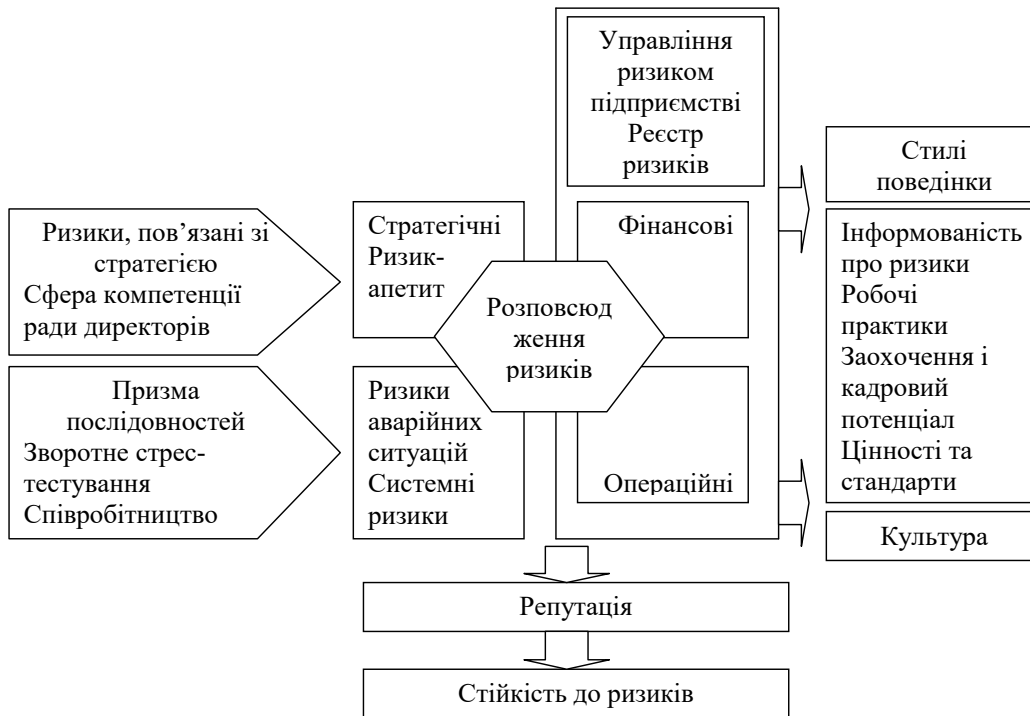 Управління
ризиком
підприємстві
Реєстр
ризиків
Ризики, пов’язані зі
стратегією
Сфера компетенції
ради директорів
Призма
послідовностей
Зворотне стрес-
тестування
Співробітництво
Стратегічні
Ризик-
апетит
Фінансові
Розповсюд
ження
ризиків
Ризики
аварійних
ситуацій
Системні
ризики
Операційні
Стилі
поведінки
Інформованість
про ризики
Робочі
практики
Заохочення і
кадровий
потенціал
Цінності та
стандарти
Культура
Репутація
Стійкість до ризиків